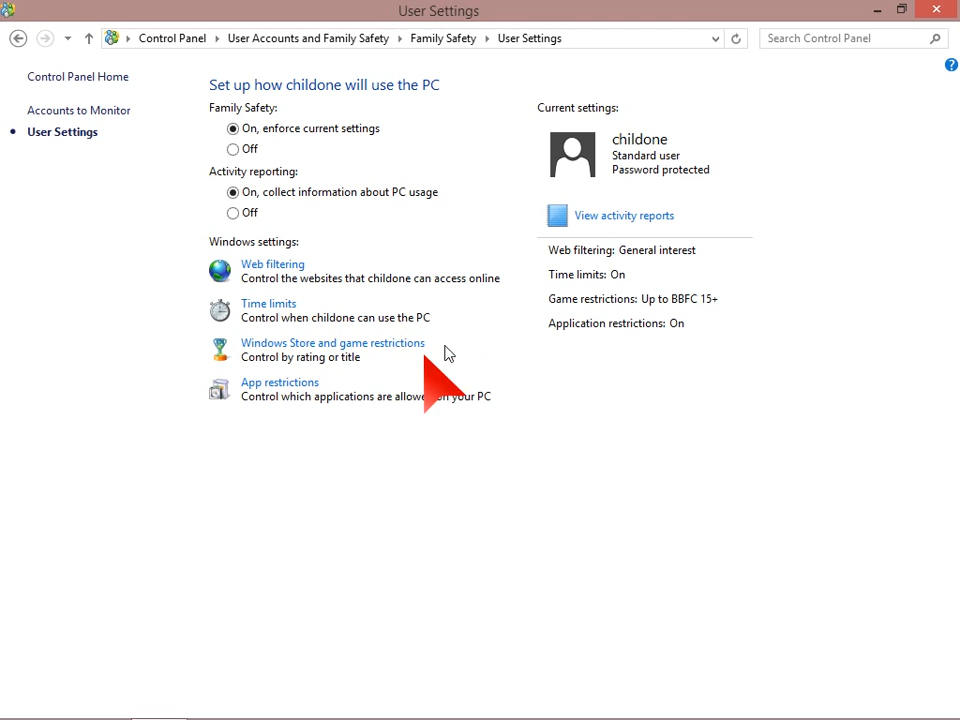 User Settings
Control Panel
User Accounts and Family Safety
Family Safety
User Settings
Search Control Panel
Control Panel Home
Accounts to Monitor
User Settings
Set up how childone will use the PC
Family Safety:
On, enforce current settings
Off
Activity reporting:
On, collect information about PC usage
Off
Windows settings:
Web filtering
Control the websites that childone can access online
Time limits
Control when childone can use the PC
Windows Store and game restrictions
Control by rating or title
App restrictions
Control which applications are allowed on your PC
Current settings:
childone
Standard user
Password protected
View activity reports
Web filtering: General interest
Time limits: On
Game restrictions: Up to BBFC 15+
Application restrictions: On